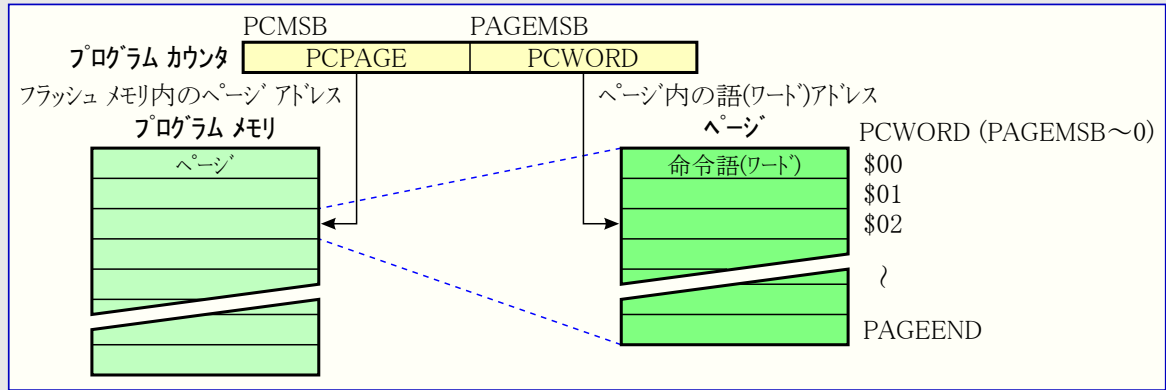 PCMSB PAGEMSB
プログラム カウンタ PCPAGE PCWORD
フラッシュ メモリ内のページ アドレス ページ内の語(ワード)アドレス
プログラム メモリ ページ PCWORD (PAGEMSB～0)
ページ 命令語(ワード) $00
$01
$02
～
PAGEEND